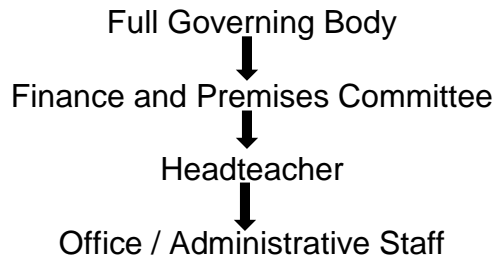 Full Governing Body
Finance and Premises Committee
Headteacher
Office / Administrative Staff